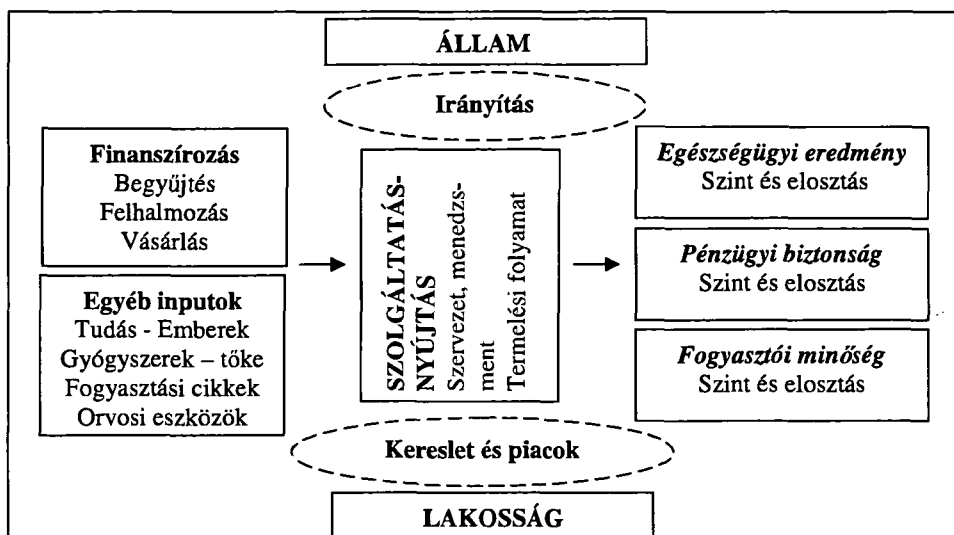 ÁLLAM
Irányítás
Finanszírozás
Begyűjtés
Felhalmozás
Vásárlás
Egyéb inputok
Tudás - Emberek
Gyógyszerek – tőke
Fogyasztási cikkek
Orvosi eszközök
SZOLGÁLTATÁS-
NYÚJTÁS
Szervezet, menedzs-
ment
Termelési folyamat
Egészségügyi eredmény
Szint és elosztás
Pénzügyi biztonság
Szint és elosztás
Fogyasztói minőség
Szint és elosztás
Kereslet és piacok
LAKOSSÁG